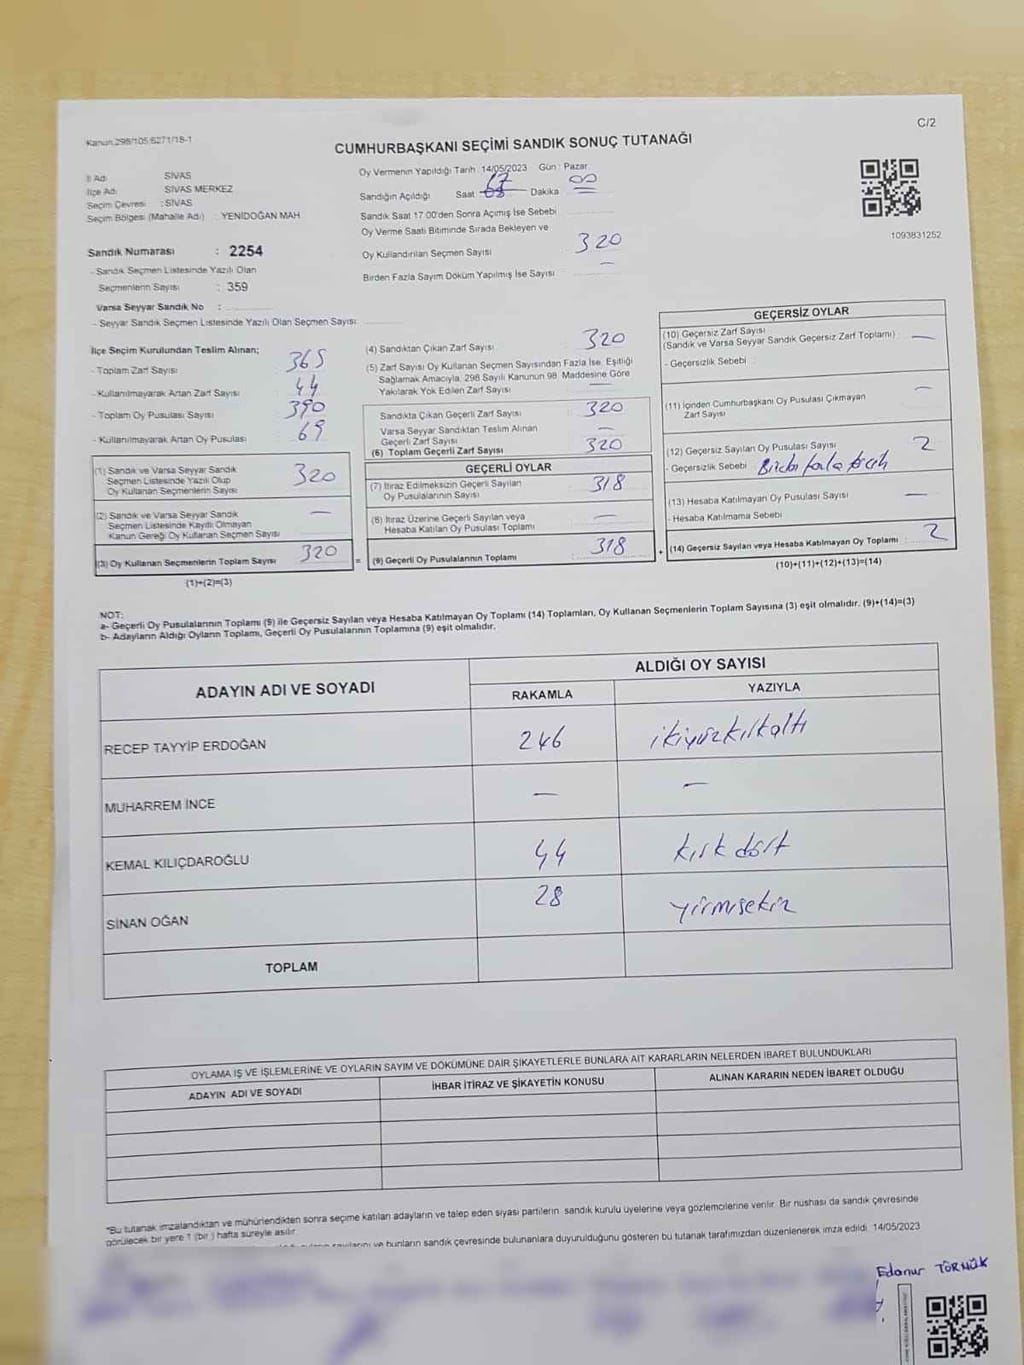 C/2
Kanun.298/105:6271/18-1
CUMHURBAŞKANI SEÇİMİ SANDIK SONUÇ TUTANAĞI
İl Adı SİVAS
İlçe Adı SİVAS MERKEZ
Seçim Çevresi : SİVAS
Seçim Bölgesi (Mahalle Adı) : YENİDOĞAN MAH
Sandık Numarası : 2254
- Sandık Seçmen Listesinde Yazılı Olan
Seçmenlerin Sayısı : 359
Varsa Seyyar Sandık No :
- Seyyar Sandık Seçmen Listesinde Yazılı Olan Seçmen Sayısı
Oy Vermenin Yapıldığı Tarih : 14/05/2023 Gün : Pazar
Sandığın Açıldığı Saat 17 Dakika 00
Sandık Saat 17 00'den Sonra Açımış İse Sebebi
Oy Verme Saati Bitiminde Sırada Bekleyen ve
Oy Kullandırılan Seçmen Sayısı 320
Birden Fazla Sayım Döküm Yapılmış İse Sayısı —
1093831252
İlçe Seçim Kurulundan Teslim Alınan;
- Toplam Zarf Sayısı 365
- Kullanılmayarak Artan Zarf Sayısı 44
- Toplam Oy Pusulası Sayısı 390
- Kullanılmayarak Artan Oy Pusulası 69
(1) Sandık ve Varsa Seyyar Sandık
Seçmen Listesinde Yazılı Olup
Oy Kullanan Seçmenlerin Sayısı 320
(2) Sandık ve Varsa Seyyar Sandık
Seçmen Listesinde Kayıtlı Olmayan
Kanun Gereği Oy Kullanan Seçmen Sayısı —
(3) Oy Kullanan Seçmenlerin Toplam Sayısı 320
(1)+(2)=(3)
(4) Sandıktan Çıkan Zarf Sayısı 320
(5) Zarf Sayısı Oy Kullanan Seçmen Sayısından Fazla İse, Eşitliği
Sağlamak Amacıyla, 298 Sayılı Kanunun 98. Maddesine Göre
Yakılarak Yok Edilen Zarf Sayısı —
Sandıkta Çıkan Geçerli Zarf Sayısı 320
Varsa Seyyar Sandıktan Teslim Alınan
Geçerli Zarf Sayısı —
(6) Toplam Geçerli Zarf Sayısı 320
GEÇERLİ OYLAR
(7) İtiraz Edilmeksizin Geçerli Sayılan
Oy Pusulalarının Sayısı 318
(8) İtiraz Üzerine Geçerli Sayılan veya
Hesaba Katılan Oy Pusulası Toplamı —
= (9) Geçerli Oy Pusulalarının Toplamı : 318
GEÇERSİZ OYLAR
(10) Geçersiz Zarf Sayısı
(Sandık ve Varsa Seyyar Sandık Geçersiz Zarf Toplamı) —
- Geçersizlik Sebebi
(11) İçinden Cumhurbaşkanı Oy Pusulası Çıkmayan —
Zarf Sayısı
(12) Geçersiz Sayılan Oy Pusulası Sayısı 2
- Geçersizlik Sebebi Birden fazla tercih
(13) Hesaba Katılmayan Oy Pusulası Sayısı —
- Hesaba Katılmama Sebebi
+ (14) Geçersiz Sayılan veya Hesaba Katılmayan Oy Toplamı : 2
(10)+(11)+(12)+(13)=(14)
NOT:
a- Geçerli Oy Pusulalarının Toplamı (9) ile Geçersiz Sayılan veya Hesaba Katılmayan Oy Toplamı (14) Toplamları, Oy Kullanan Seçmenlerin Toplam Sayısına (3) eşit olmalıdır. (9)+(14)=(3)
b- Adayların Aldığı Oyların Toplamı, Geçerli Oy Pusulalarının Toplamına (9) eşit olmalıdır.
ADAYIN ADI VE SOYADI
ALDIĞI OY SAYISI
RAKAMLA YAZIYLA
RECEP TAYYİP ERDOĞAN 246 ikiyüzkırkaltı
MUHARREM İNCE — —
KEMAL KILIÇDAROĞLU 44 kırk dört
SİNAN OĞAN 28 yirmisekiz
TOPLAM
OYLAMA İŞ VE İŞLEMLERİNE VE OYLARIN SAYIM VE DÖKÜMÜNE DAİR ŞİKAYETLERLE BUNLARA AİT KARARLARIN NELERDEN İBARET BULUNDUKLARI
ADAYIN ADI VE SOYADI İHBAR İTİRAZ VE ŞİKAYETİN KONUSU ALINAN KARARIN NEDEN İBARET OLDUĞU
*Bu tutanak imzalandıktan ve mühürlendikten sonra seçime katılan adayların ve talep eden siyasi partilerin sandık kurulu üyelerine veya gözlemcilerine verilir. Bir nushası da sandık çevresinde
görülecek bir yere 1 (bir) hafta süreyle asılır.
bunların sandık çevresinde bulunanlara duyurulduğunu gösteren bu tutanak tarafımızdan düzenlenerek imza edildi. 14/05/2023
Edanur TÖRNÜK